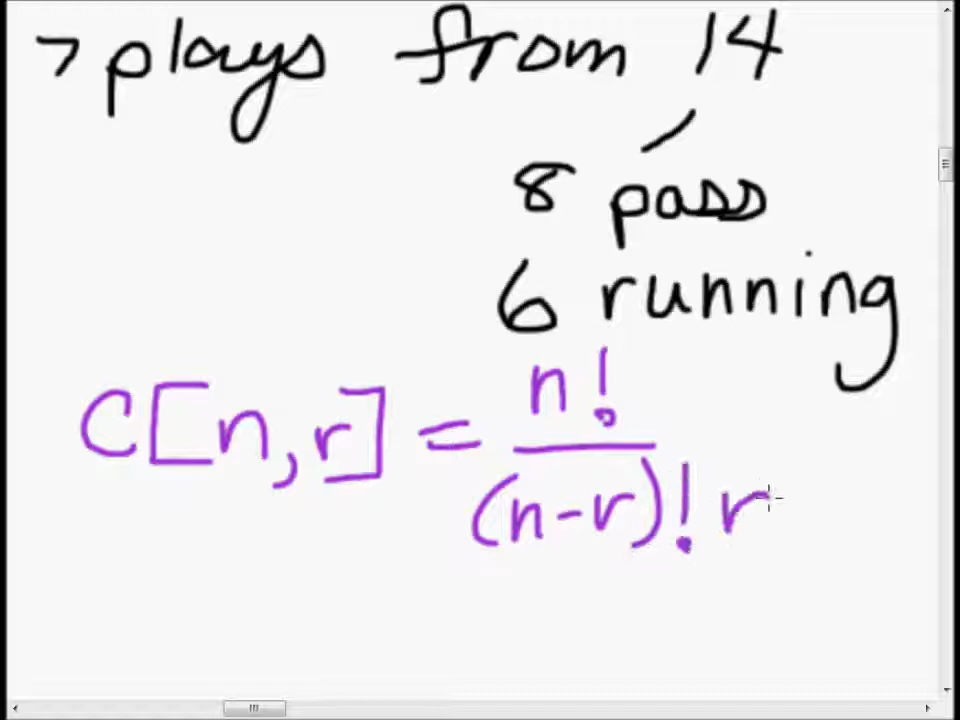 7 plays from 14
8 pass
6 running
C[n,r] = n!
(n-r)! r